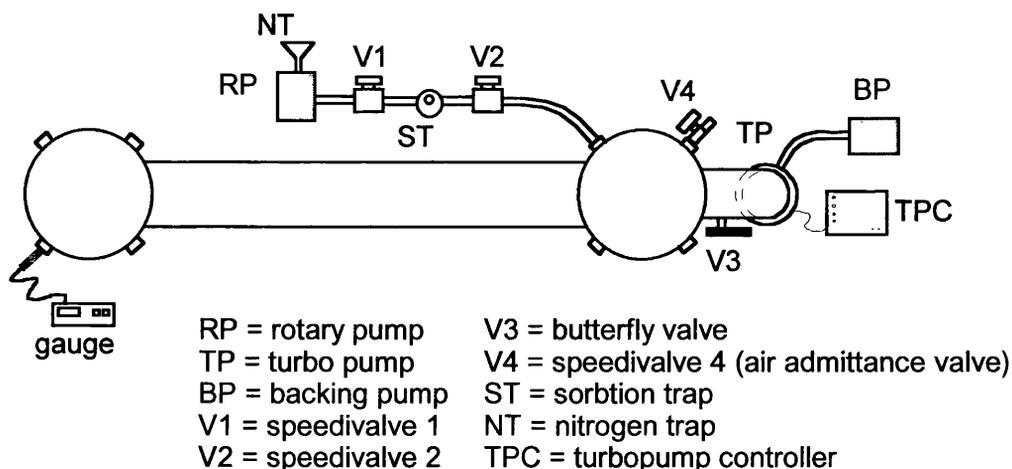 NT
V1
V2
RP
ST
V4
TP
BP
TPC
V3
gauge
RP = rotary pump
TP = turbo pump
BP = backing pump
V1 = speedivalve 1
V2 = speedivalve 2
V3 = butterfly valve
V4 = speedivalve 4 (air admittance valve)
ST = sorbtion trap
NT = nitrogen trap
TPC = turbopump controller